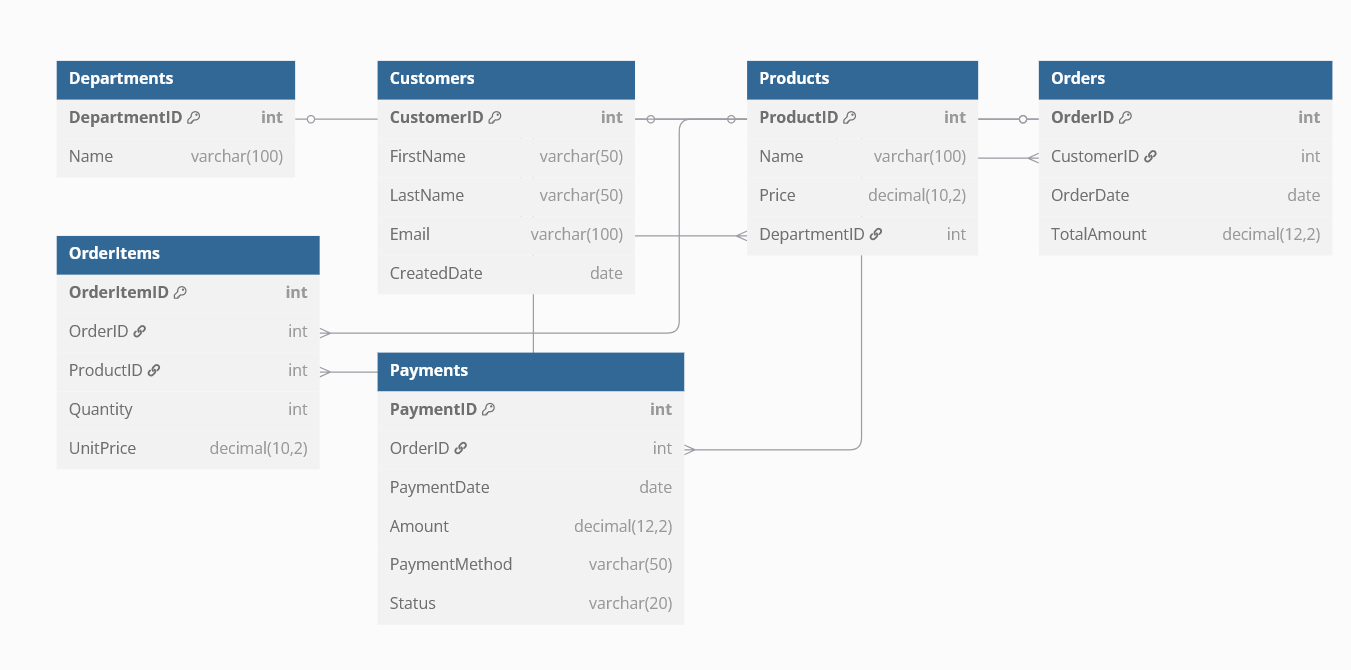 Departments
DepartmentID int
Name varchar(100)
Customers
CustomerID int
FirstName varchar(50)
LastName varchar(50)
Email varchar(100)
CreatedDate date
Products
ProductID int
Name varchar(100)
Price decimal(10,2)
DepartmentID int
Orders
OrderID int
CustomerID int
OrderDate date
TotalAmount decimal(12,2)
OrderItems
OrderItemID int
OrderID int
ProductID int
Quantity int
UnitPrice decimal(10,2)
Payments
PaymentID int
OrderID int
PaymentDate date
Amount decimal(12,2)
PaymentMethod varchar(50)
Status varchar(20)